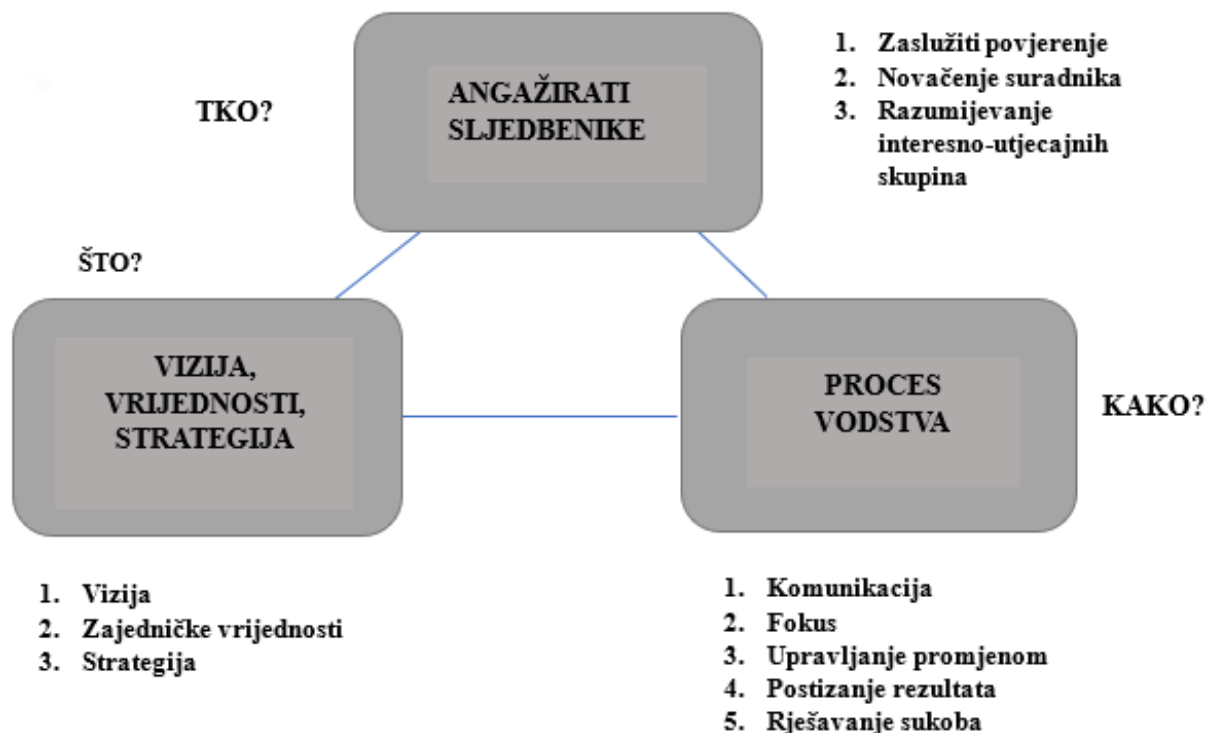 TKO?
ANGAŽIRATI
SLJEDBENIKE
1. Zaslužiti povjerenje
2. Novačenje suradnika
3. Razumijevanje
interesno-utjecajnih
skupina
ŠTO?
VIZIJA,
VRIJEDNOSTI,
STRATEGIJA
PROCES
VODSTVA
KAKO?
1. Vizija
2. Zajedničke vrijednosti
3. Strategija
1. Komunikacija
2. Fokus
3. Upravljanje promjenom
4. Postizanje rezultata
5. Rješavanje sukoba